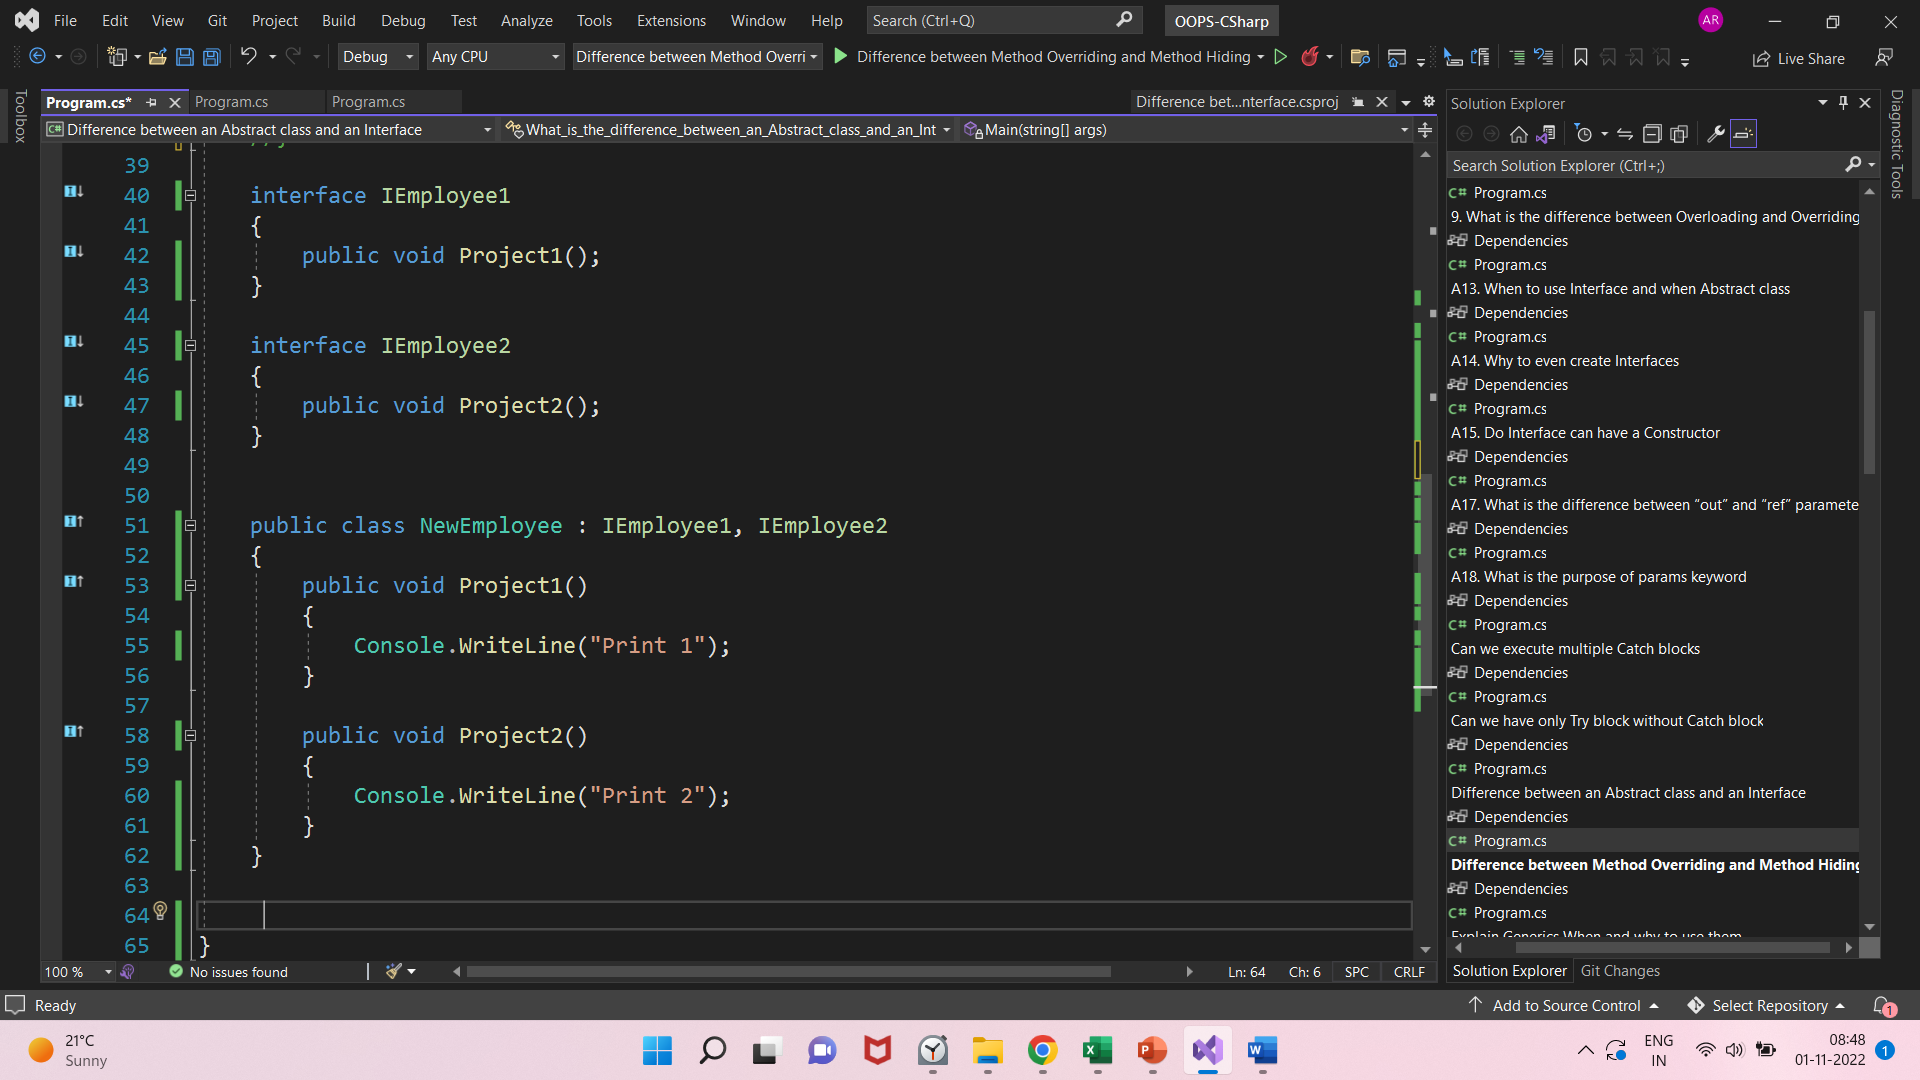 File Edit View Git Project Build Debug Test Analyze Tools Extensions Window Help Search (Ctrl+Q) OOPS-CSharp AR
Debug Any CPU Difference between Method Overri Difference between Method Overriding and Method Hiding Live Share
Toolbox
Program.cs* Program.cs Program.cs Difference bet...nterface.csproj
Difference between an Abstract class and an Interface What_is_the_difference_between_an_Abstract_class_and_an_Int Main(string[] args)
39
40 interface IEmployee1
41 {
42 public void Project1();
43 }
44
45 interface IEmployee2
46 {
47 public void Project2();
48 }
49
50
51 public class NewEmployee : IEmployee1, IEmployee2
52 {
53 public void Project1()
54 {
55 Console.WriteLine("Print 1");
56 }
57
58 public void Project2()
59 {
60 Console.WriteLine("Print 2");
61 }
62 }
63
64
65 }
100 % No issues found Ln: 64 Ch: 6 SPC CRLF
Solution Explorer
Search Solution Explorer (Ctrl+;)
C# Program.cs
9. What is the difference between Overloading and Overriding
Dependencies
C# Program.cs
A13. When to use Interface and when Abstract class
Dependencies
C# Program.cs
A14. Why to even create Interfaces
Dependencies
C# Program.cs
A15. Do Interface can have a Constructor
Dependencies
C# Program.cs
A17. What is the difference between “out” and “ref” paramete
Dependencies
C# Program.cs
A18. What is the purpose of params keyword
Dependencies
C# Program.cs
Can we execute multiple Catch blocks
Dependencies
C# Program.cs
Can we have only Try block without Catch block
Dependencies
C# Program.cs
Difference between an Abstract class and an Interface
Dependencies
C# Program.cs
Difference between Method Overriding and Method Hiding
Dependencies
C# Program.cs
Explain Generics When and why to use them
Solution Explorer Git Changes
Diagnostic Tools
Ready Add to Source Control Select Repository 1
21°C
Sunny
ENG
IN
08:48
01-11-2022
1